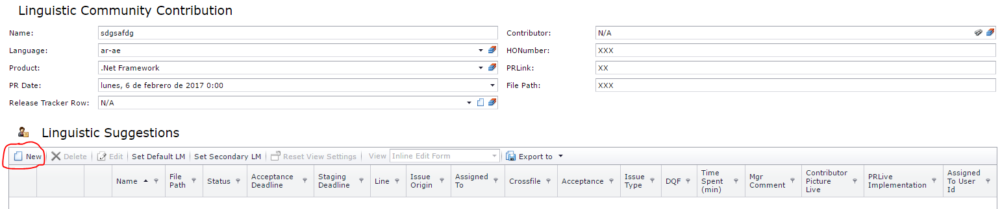 Linguistic Community Contribution
Name: sdgsafdg Contributor: N/A
Language: ar-ae HONumber: XXX
Product: .Net Framework PRLink: XX
PR Date: lunes, 6 de febrero de 2017 0:00 File Path: XXX
Release Tracker Row: N/A
Linguistic Suggestions
New Delete Edit Set Default LM Set Secondary LM Reset View Settings View Inline Edit Form Export to
Name File Path Status Acceptance Deadline Staging Deadline Line Issue Origin Assigned To Crossfile Acceptance Issue Type DQF Time Spent (min) Mgr Comment Contributor Picture Live PRLive Implementation Assigned To User Id